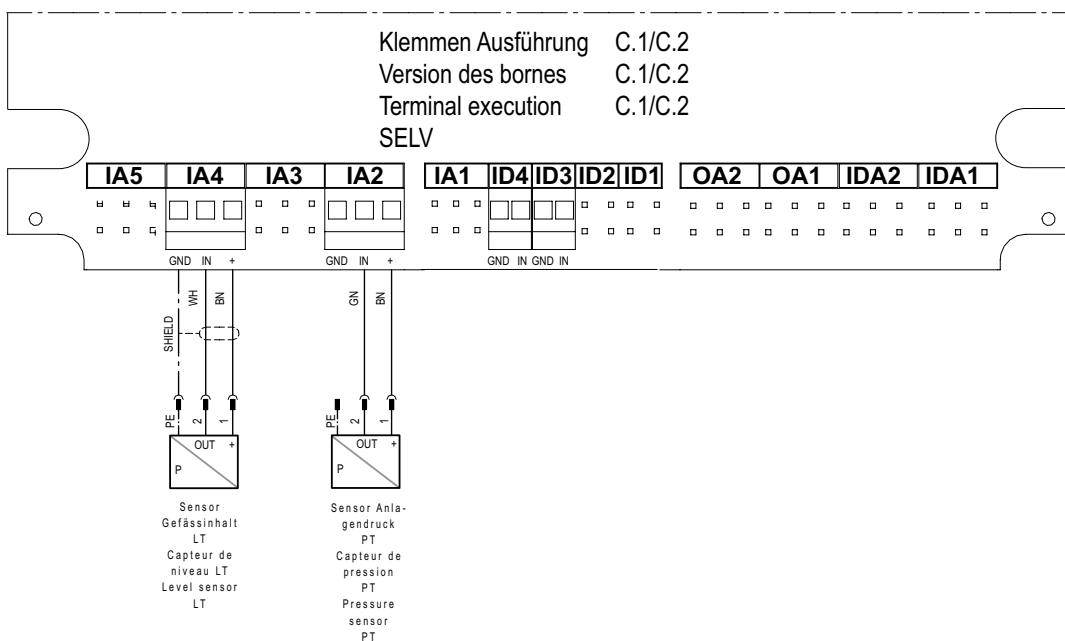 Klemmen Ausführung C.1/C.2
Version des bornes C.1/C.2
Terminal execution C.1/C.2
SELV
IA5 IA4 IA3 IA2 IA1 ID4 ID3 ID2 ID1 OA2 OA1 IDA2 IDA1
GND IN + GND IN + GND IN GND IN
WH BN GN BN
SHIELD
PE 2 1 PE 2 1
OUT + OUT +
P P
Sensor
Gefässinhalt
LT
Capteur de
niveau LT
Level sensor
LT
Sensor Anla-
gendruck
PT
Capteur de
pression
PT
Pressure
sensor
PT